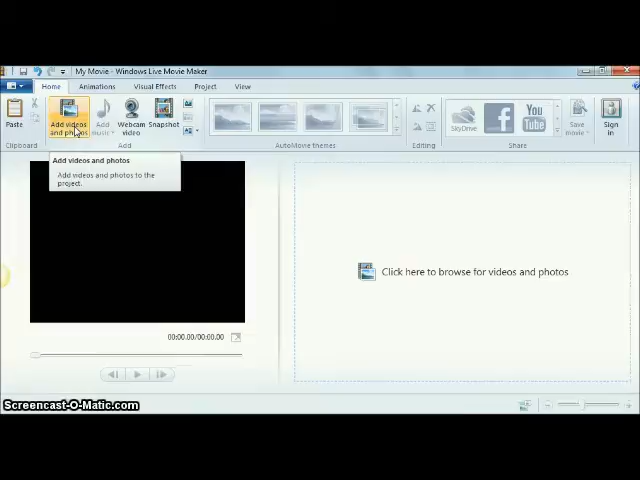 My Movie - Windows Live Movie Maker
Home Animations Visual Effects Project View
Paste
Add videos and photos
Add music
Webcam video
Snapshot
SkyDrive
f
You Tube
Save movie
Sign in
Clipboard Add AutoMovie themes Editing Share
Add videos and photos
Add videos and photos to the
project.
Click here to browse for videos and photos
00:00.00/00:00.00
Screencast-O-Matic.com